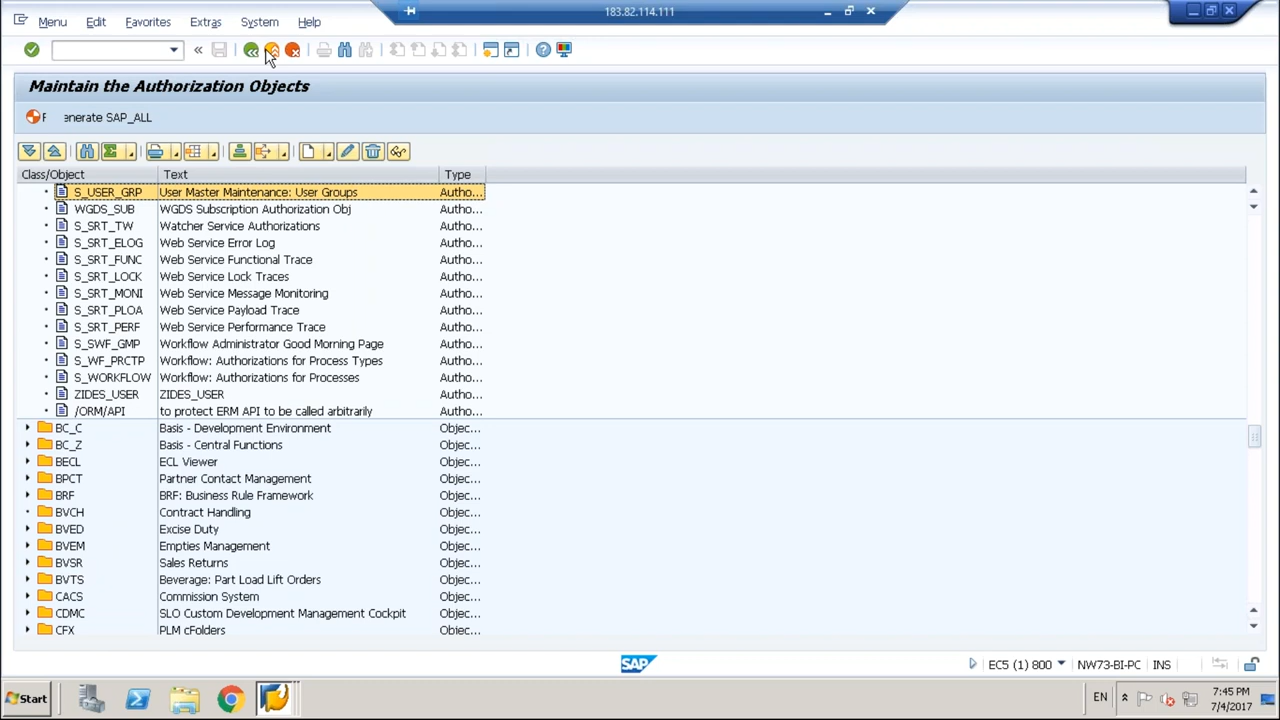 183.82.114.111
Menu Edit Favorites Extras System Help
Maintain the Authorization Objects
enerate SAP_ALL
Class/Object Text Type
S_USER_GRP User Master Maintenance: User Groups Autho...
WGDS_SUB WGDS Subscription Authorization Obj Autho...
S_SRT_TW Watcher Service Authorizations Autho...
S_SRT_ELOG Web Service Error Log Autho...
S_SRT_FUNC Web Service Functional Trace Autho...
S_SRT_LOCK Web Service Lock Traces Autho...
S_SRT_MONI Web Service Message Monitoring Autho...
S_SRT_PLOA Web Service Payload Trace Autho...
S_SRT_PERF Web Service Performance Trace Autho...
S_SWF_GMP Workflow Administrator Good Morning Page Autho...
S_WF_PRCTP Workflow: Authorizations for Process Types Autho...
S_WORKFLOW Workflow: Authorizations for Processes Autho...
ZIDES_USER ZIDES_USER Autho...
/ORM/API to protect ERM API to be called arbitrarily Autho...
BC_C Basis - Development Environment Objec...
BC_Z Basis - Central Functions Objec...
BECL ECL Viewer Objec...
BPCT Partner Contact Management Objec...
BRF BRF: Business Rule Framework Objec...
BVCH Contract Handling Objec...
BVED Excise Duty Objec...
BVEM Empties Management Objec...
BVSR Sales Returns Objec...
BVTS Beverage: Part Load Lift Orders Objec...
CACS Commission System Objec...
CDMC SLO Custom Development Management Cockpit Objec...
CFX PLM cFolders Objec...
SAP EC5 (1) 800 NW73-BI-PC INS
Start EN 7:45 PM
7/4/2017